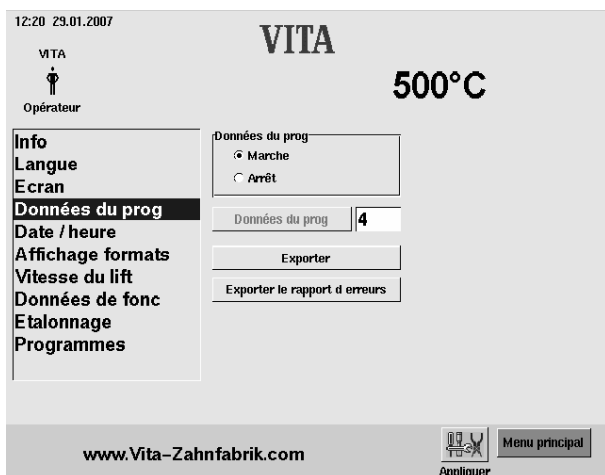 12:20 29.01.2007
VITA
VITA
Opérateur
500°C
Info
Langue
Ecran
Données du prog
Date / heure
Affichage formats
Vitesse du lift
Données de fonc
Etalonnage
Programmes
Données du prog
Marche
Arrêt
Données du prog 4
Exporter
Exporter le rapport d erreurs
www.Vita-Zahnfabrik.com
Appliquer
Menu principal